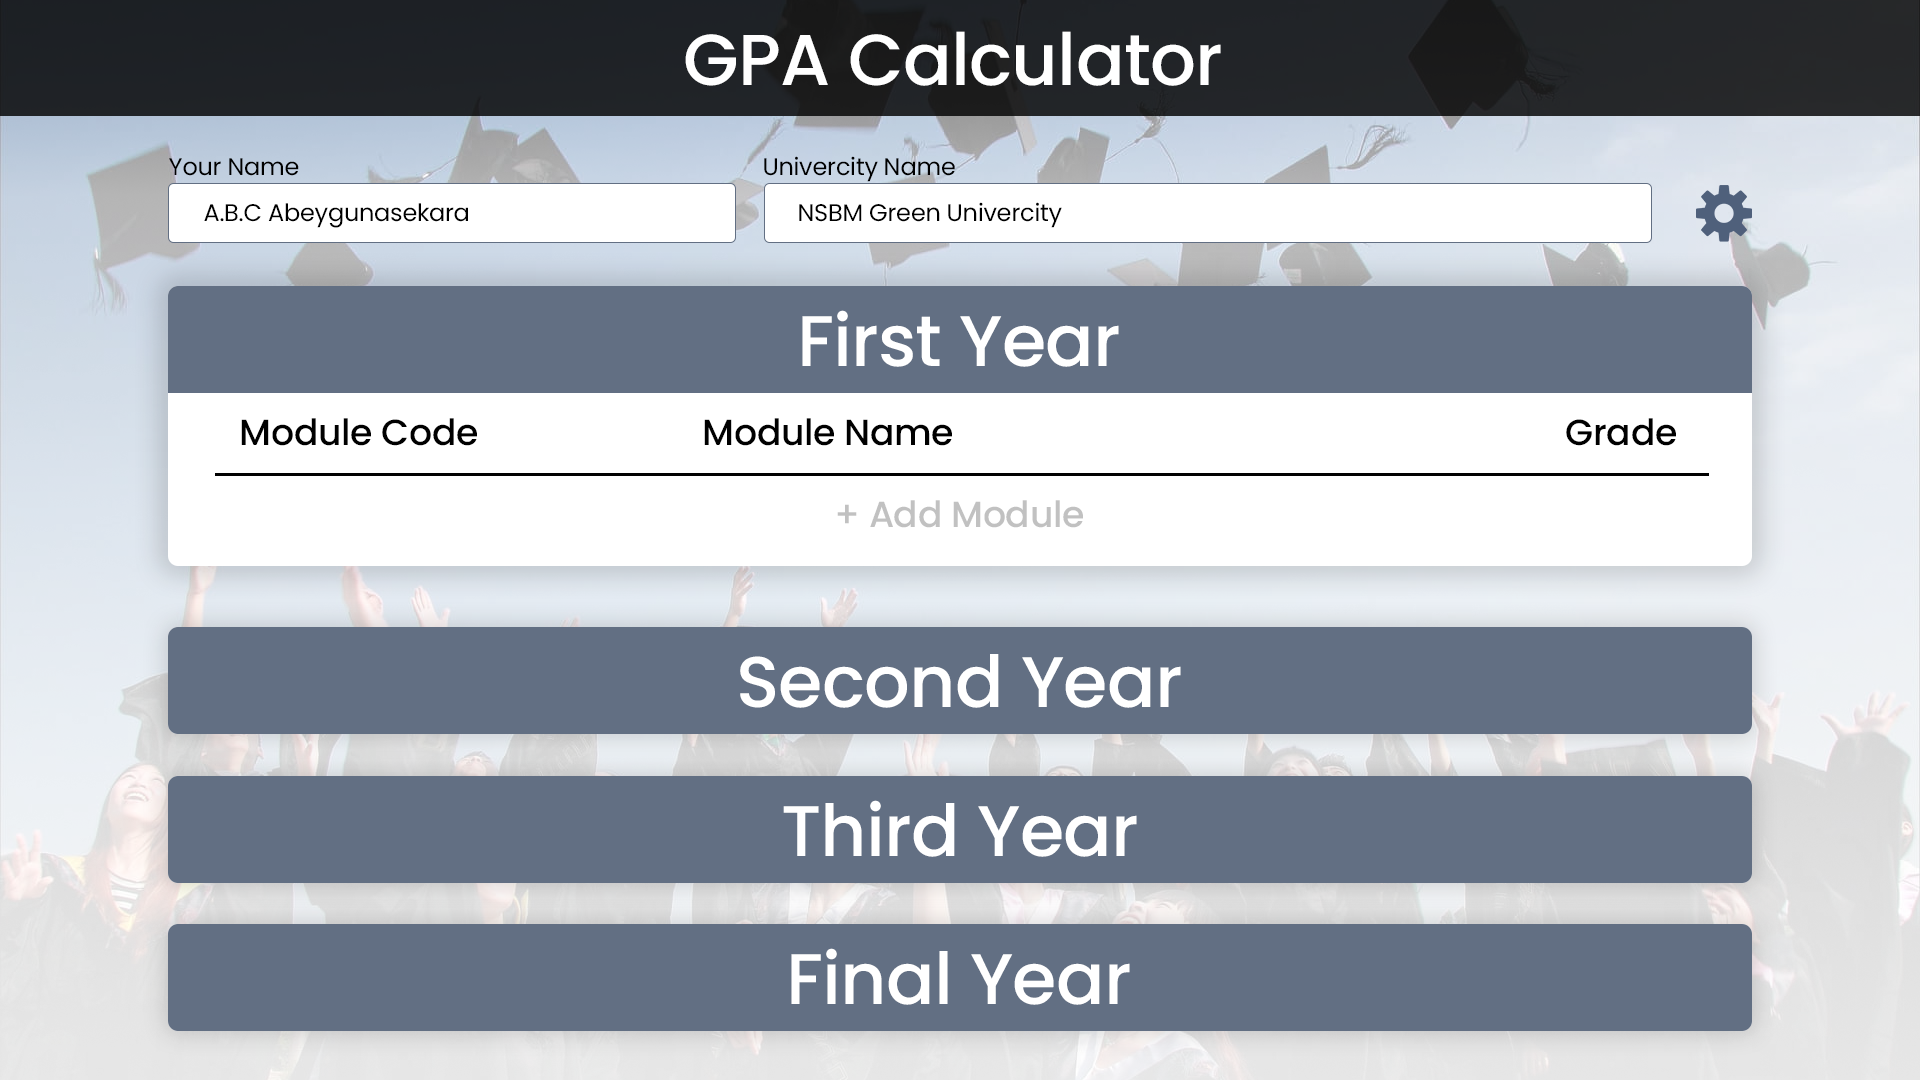 GPA Calculator
Your Name
Univercity Name
A.B.C Abeygunasekara
NSBM Green Univercity
First Year
Module Code
Module Name
Grade
+ Add Module
Second Year
Third Year
Final Year